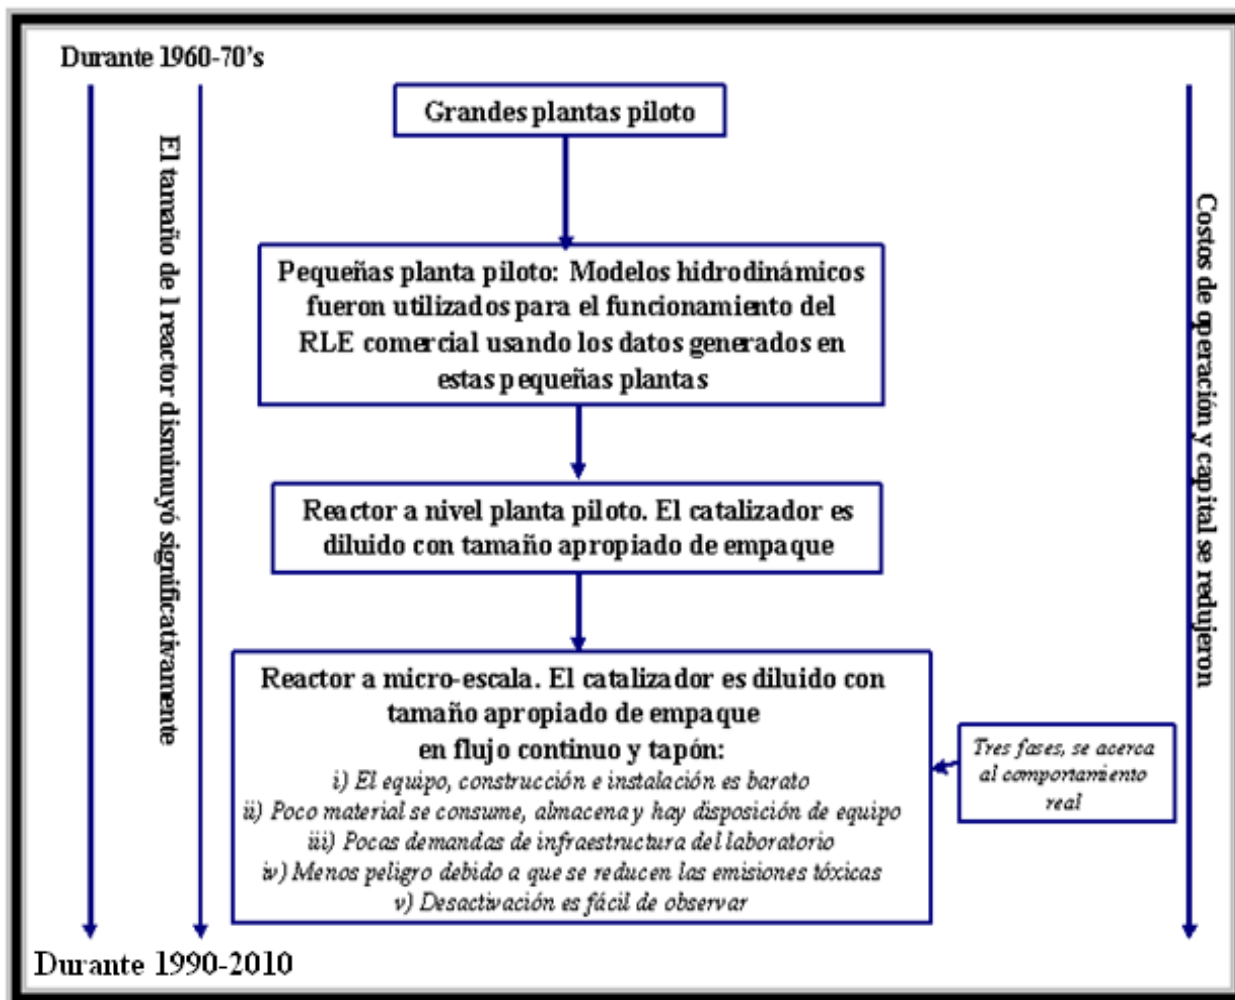 Durante 1960-70's
Grandes plantas piloto
El tamaño de l reactor disminuyó significativamente
Costos de operación y capital se redujeron
Pequeñas planta piloto: Modelos hidrodinámicos
fueron utilizados para el funcionamiento del
RLE comercial usando los datos generados en
estas pequeñas plantas
Reactor a nivel planta piloto. El catalizador es
diluido con tamaño apropiado de empaque
Reactor a micro-escala. El catalizador es diluido con
tamaño apropiado de empaque
en flujo continuo y tapón:
i) El equipo, construcción e instalación es barato
ii) Poco material se consume, almacena y hay disposición de equipo
iii) Pocas demandas de infraestructura del laboratorio
iv) Menos peligro debido a que se reducen las emisiones tóxicas
v) Desactivación es fácil de observar
Tres fases, se acerca
al comportamiento
real
Durante 1990-2010